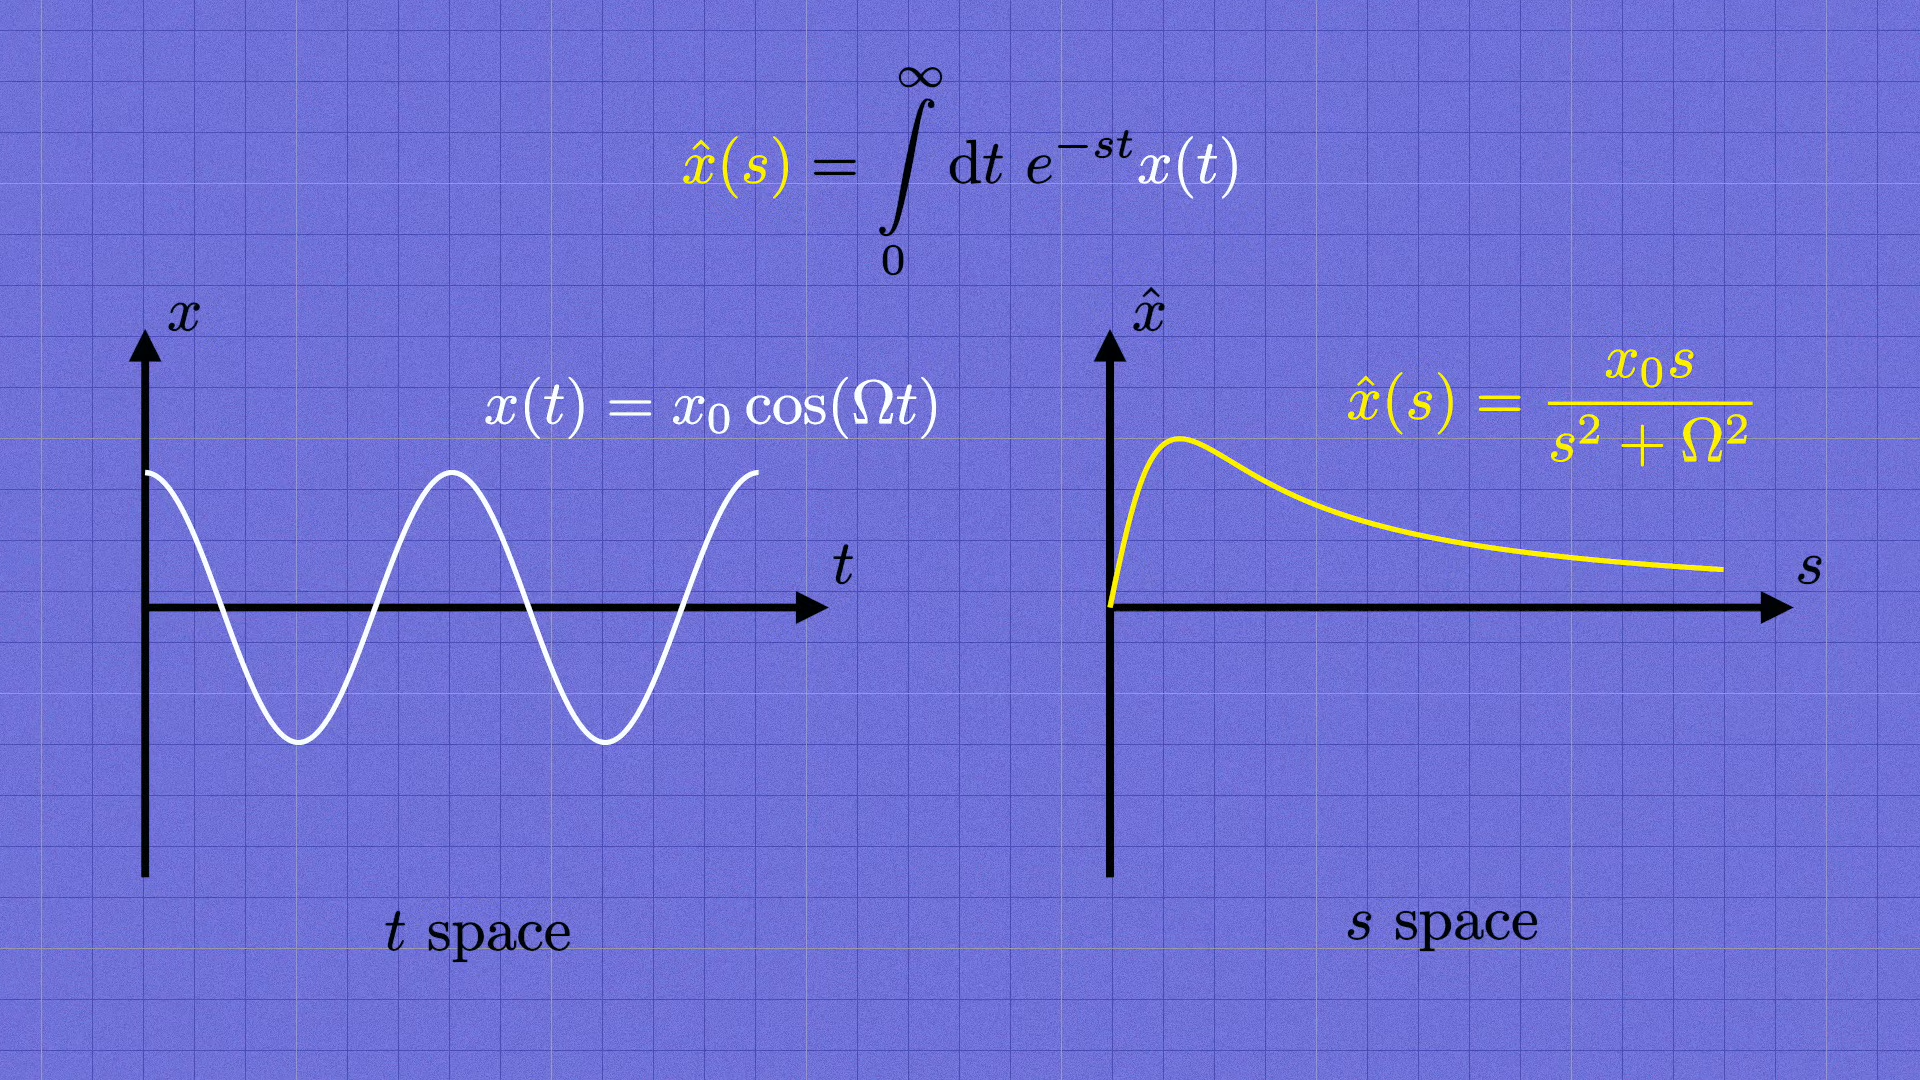 x̂(s) = ∫₀^∞ dt e^{−st} x(t)
x
x(t) = x₀ cos(Ωt)
t
t space
x̂
x̂(s) = x₀s / (s² + Ω²)
s
s space